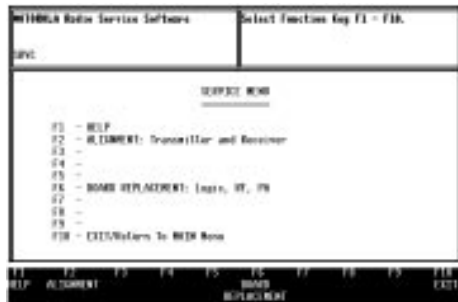 MOTOROLA Radio Service Software
Select Function Key F1 - F10.
SERVICE MENU
F1 - HELP
F2 - ALIGNMENT: Transmitter and Receiver
F3 -
F4 -
F5 -
F6 - BOARD REPLACEMENT: Logic, RF, PA
F7 -
F8 -
F9 -
F10 - EXIT/Return To MAIN Menu
F1 F2 F3 F4 F5 F6 F7 F8 F9 F10
HELP ALIGNMENT BOARD EXIT
REPLACEMENT